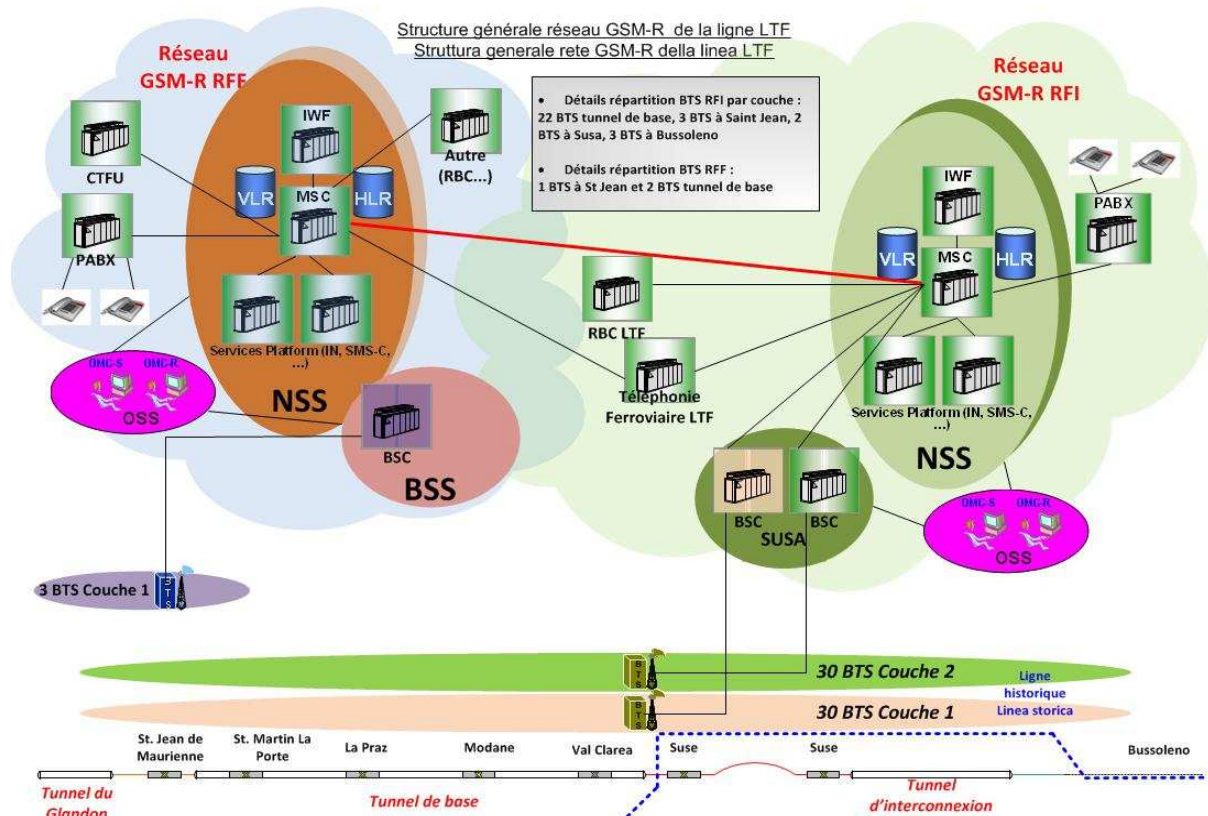 Structure générale réseau GSM-R de la ligne LTF
Struttura generale rete GSM-R della linea LTF
Réseau
GSM-R RFF
Réseau
GSM-R RFI
• Détails répartition BTS RFI par couche :
22 BTS tunnel de base, 3 BTS à Saint Jean, 2
BTS à Susa, 3 BTS à Bussoleno
• Détails répartition BTS RFF :
1 BTS à St Jean et 2 BTS tunnel de base
IWF
CTFU
Autre
(RBC...)
VLR
MSC
HLR
PABX
Services Platform (IN, SMS-C,
...)
OMC-S
OMC-R
OSS
NSS
BSC
BSS
IWF
PABX
VLR
MSC
HLR
RBC LTF
Téléphonie
Ferroviaire LTF
Services Platform (IN, SMS-C,
...)
NSS
BSC
BSC
SUSA
OMC-S
OMC-R
OSS
3 BTS Couche 1
BTS
30 BTS Couche 2
BTS
30 BTS Couche 1
Ligne
historique
Linea storica
St. Jean de
Maurienne
St. Martin La
Porte
La Praz
Modane
Val Clarea
Suse
Suse
Bussoleno
Tunnel du
Glandon
Tunnel de base
Tunnel
d'interconnexion